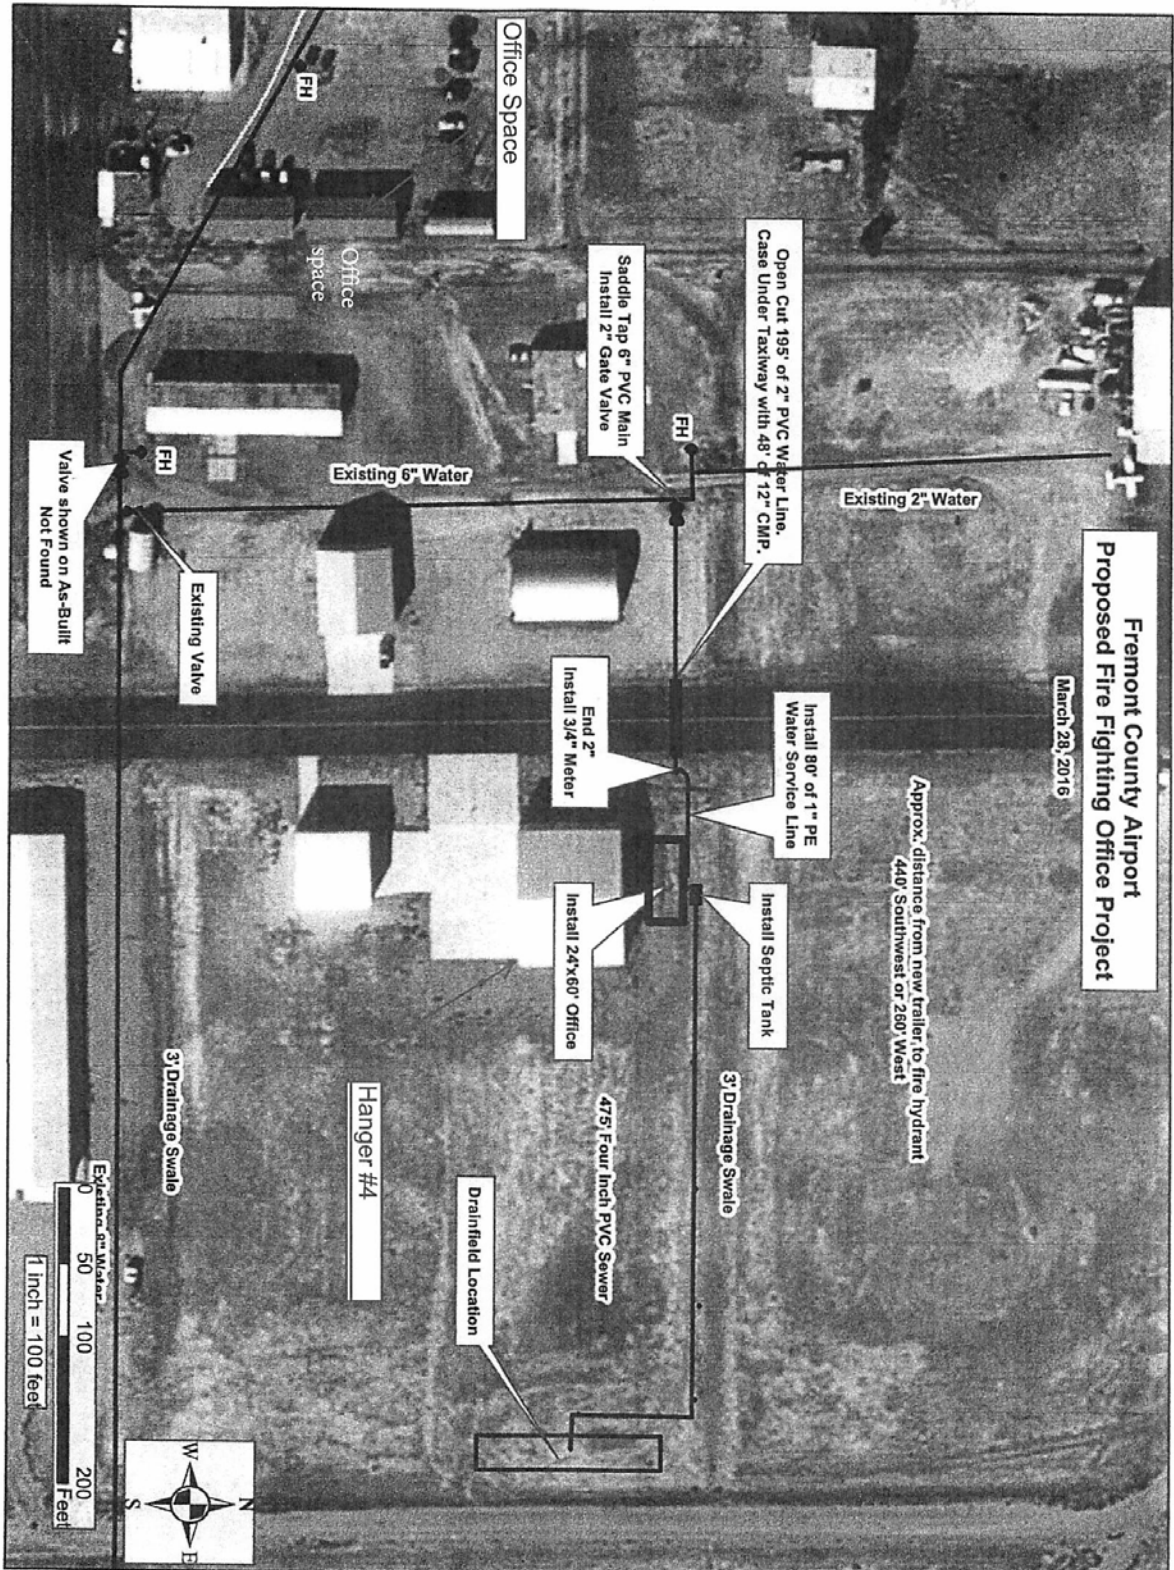 Fremont County Airport
Proposed Fire Fighting Office Project
March 28, 2016
Approx. distance from new trailer, to fire hydrant
440' Southwest or 260' West
Office Space
FH
Office
space
Open Cut 195' of 2" PVC Water Line.
Case Under Taxiway with 48' of 12" CMP.
Saddle Tap 6" PVC Main
Install 2" Gate Valve
FH
Existing 2" Water
Existing 6" Water
FH
Valve shown on As-Built
Not Found
Existing Valve
Install 80' of 1" PE
Water Service Line
End 2"
Install 3/4" Meter
Install Septic Tank
Install 24'x60' Office
3' Drainage Swale
475' Four Inch PVC Sewer
Drainfield Location
Hanger #4
3' Drainage Swale
Existing 8" Water
0 50 100 200
Feet
1 inch = 100 feet
N
W E
S